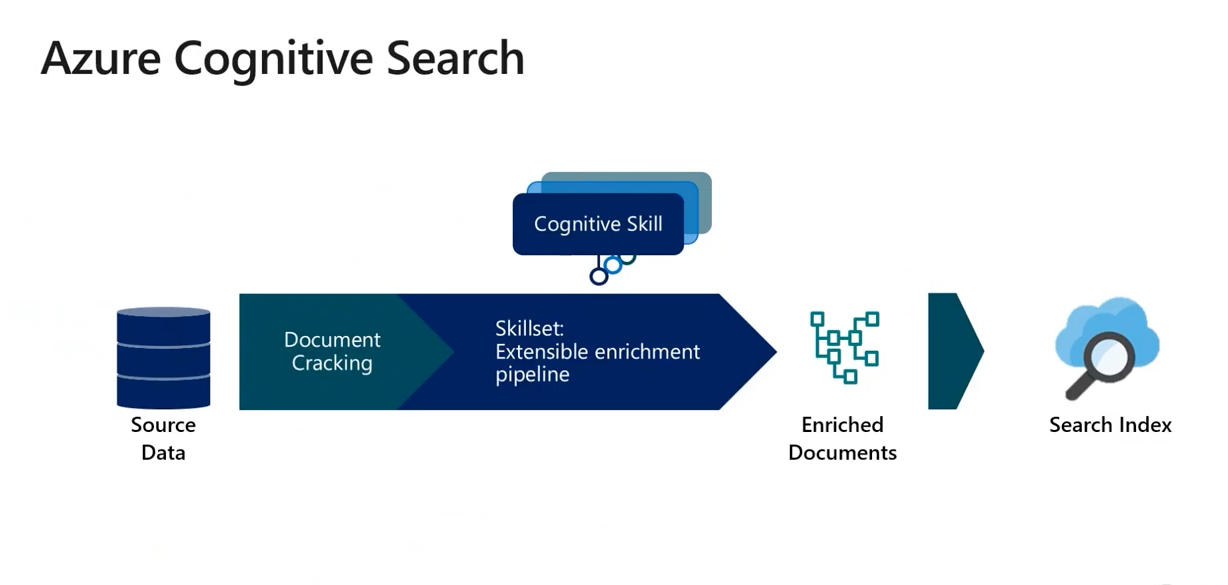 Azure Cognitive Search
Cognitive Skill
Document
Cracking
Skillset:
Extensible enrichment
pipeline
Source
Data
Enriched
Documents
Search Index